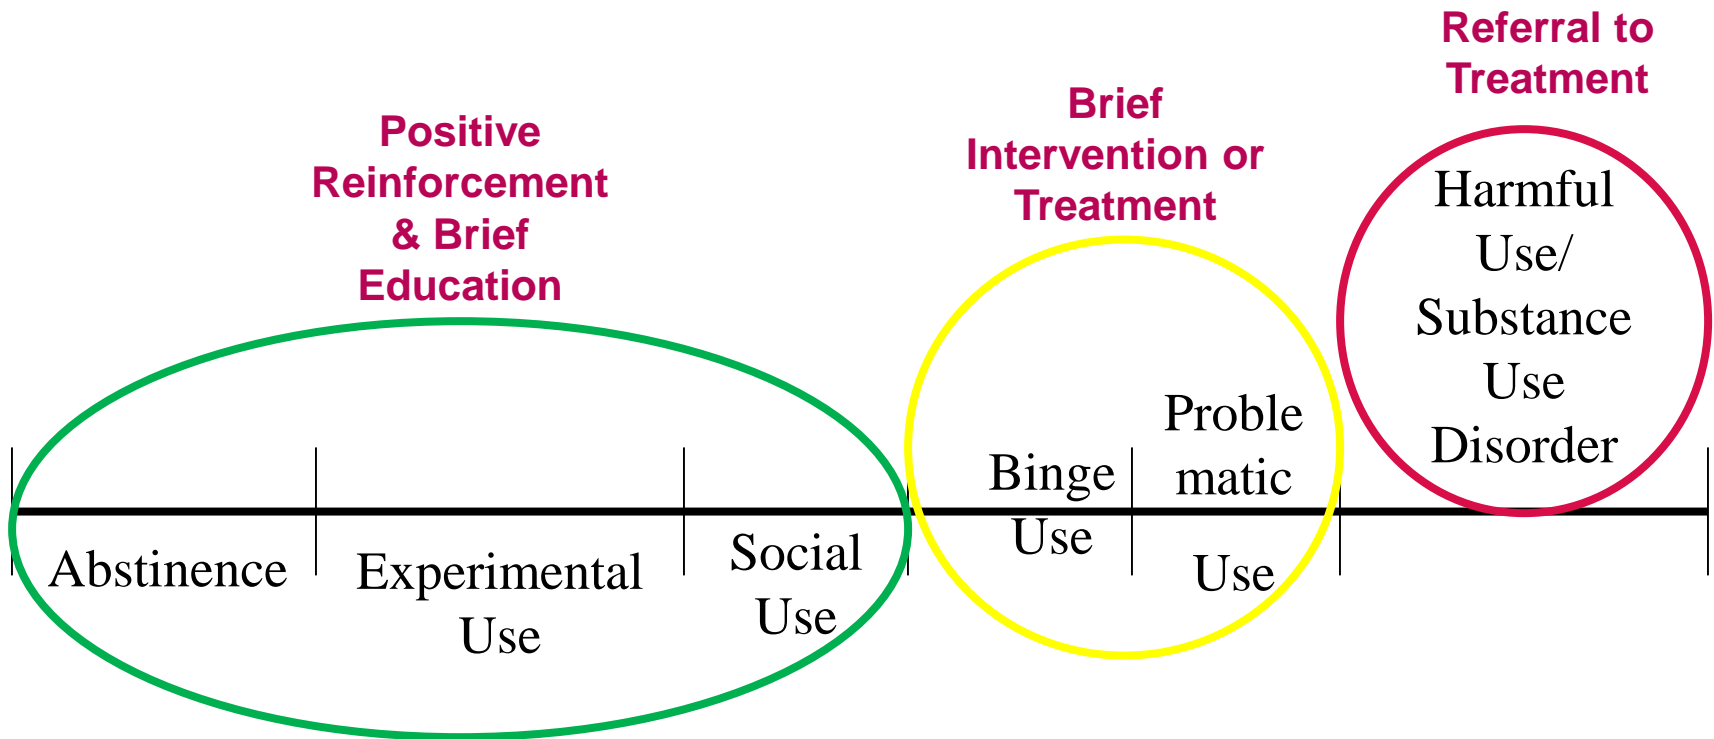 Positive
Reinforcement
& Brief
Education
Brief
Intervention or
Treatment
Referral to
Treatment
Abstinence
Experimental
Use
Social
Use
Binge
Use
Proble
matic
Use
Harmful
Use/
Substance
Use
Disorder